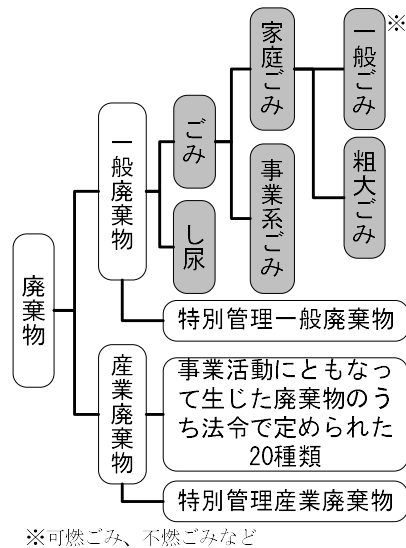 廃棄物
一般廃棄物
ごみ
家庭ごみ
一般ごみ
※
粗大ごみ
事業系ごみ
し尿
特別管理一般廃棄物
産業廃棄物
事業活動にともなっ
て生じた廃棄物のう
ち法令で定められた
20種類
特別管理産業廃棄物
※可燃ごみ、不燃ごみなど